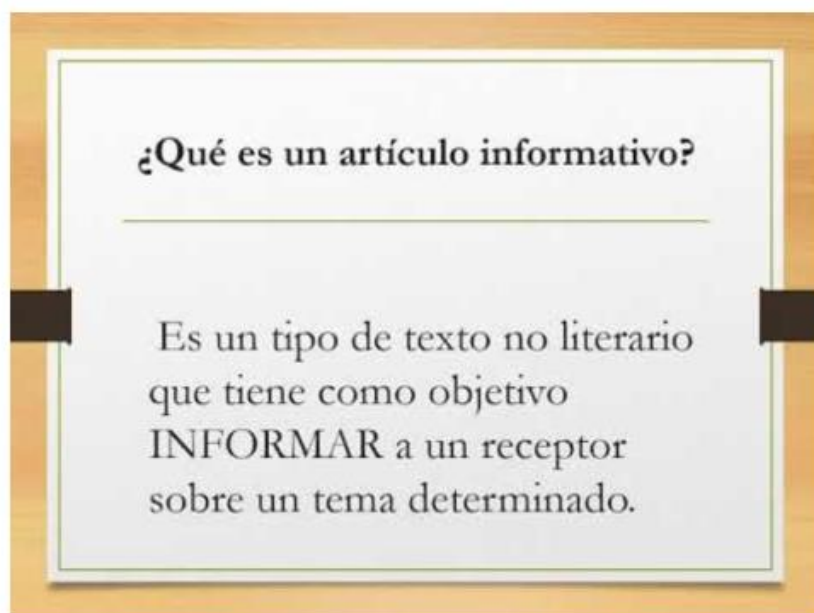 ¿Qué es un artículo informativo?
Es un tipo de texto no literario
que tiene como objetivo
INFORMAR a un receptor
sobre un tema determinado.